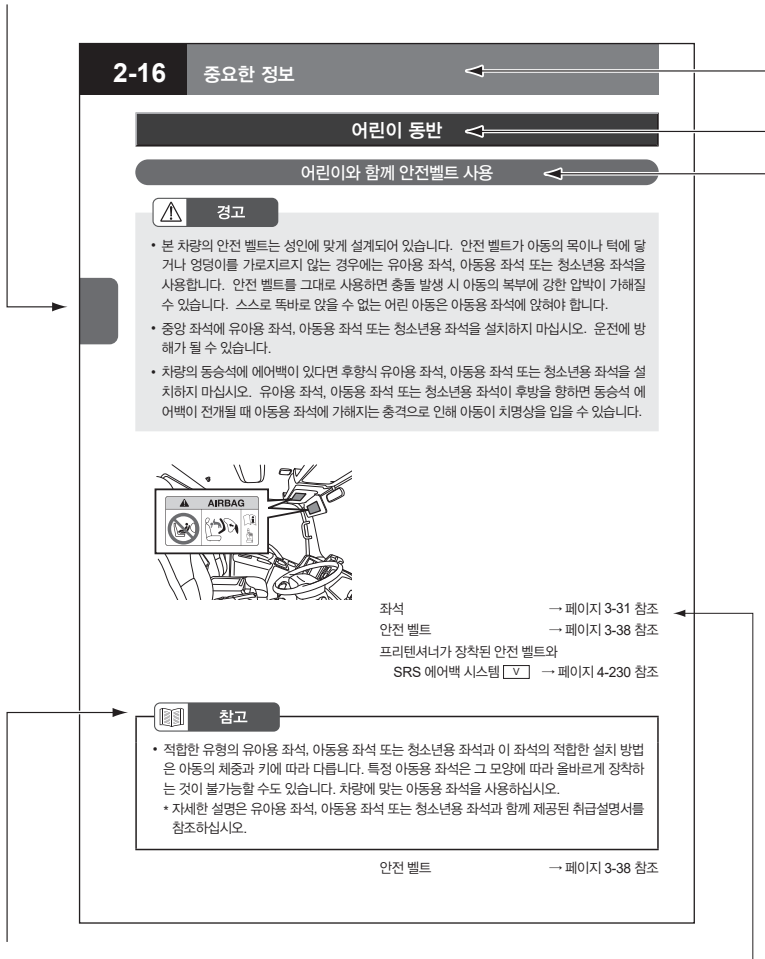 2-16 중요한 정보
어린이 동반
어린이와 함께 안전벨트 사용
경고
• 본 차량의 안전 벨트는 성인에 맞게 설계되어 있습니다. 안전 벨트가 아동의 목이나 턱에 닿
거나 엉덩이를 가로지르지 않는 경우에는 유아용 좌석, 아동용 좌석 또는 청소년용 좌석을
사용합니다. 안전 벨트를 그대로 사용하면 충돌 발생 시 아동의 복부에 강한 압박이 가해질
수 있습니다. 스스로 똑바로 앉을 수 없는 어린 아동은 아동용 좌석에 앉혀야 합니다.
• 중앙 좌석에 유아용 좌석, 아동용 좌석 또는 청소년용 좌석을 설치하지 마십시오. 운전에 방
해가 될 수 있습니다.
• 차량의 동승석에 에어백이 있다면 후향식 유아용 좌석, 아동용 좌석 또는 청소년용 좌석을 설
치하지 마십시오. 유아용 좌석, 아동용 좌석 또는 청소년용 좌석이 후방을 향하면 동승석 에
어백이 전개될 때 아동용 좌석에 가해지는 충격으로 인해 아동이 치명상을 입을 수 있습니다.
AIRBAG
좌석 → 페이지 3-31 참조
안전 벨트 → 페이지 3-38 참조
프리텐셔너가 장착된 안전 벨트와
SRS 에어백 시스템 V → 페이지 4-230 참조
참고
• 적합한 유형의 유아용 좌석, 아동용 좌석 또는 청소년용 좌석과 이 좌석의 적합한 설치 방법
은 아동의 체중과 키에 따라 다릅니다. 특정 아동용 좌석은 그 모양에 따라 올바르게 장착하
는 것이 불가능할 수도 있습니다. 차량에 맞는 아동용 좌석을 사용하십시오.
* 자세한 설명은 유아용 좌석, 아동용 좌석 또는 청소년용 좌석과 함께 제공된 취급설명서를
참조하십시오.
안전 벨트 → 페이지 3-38 참조